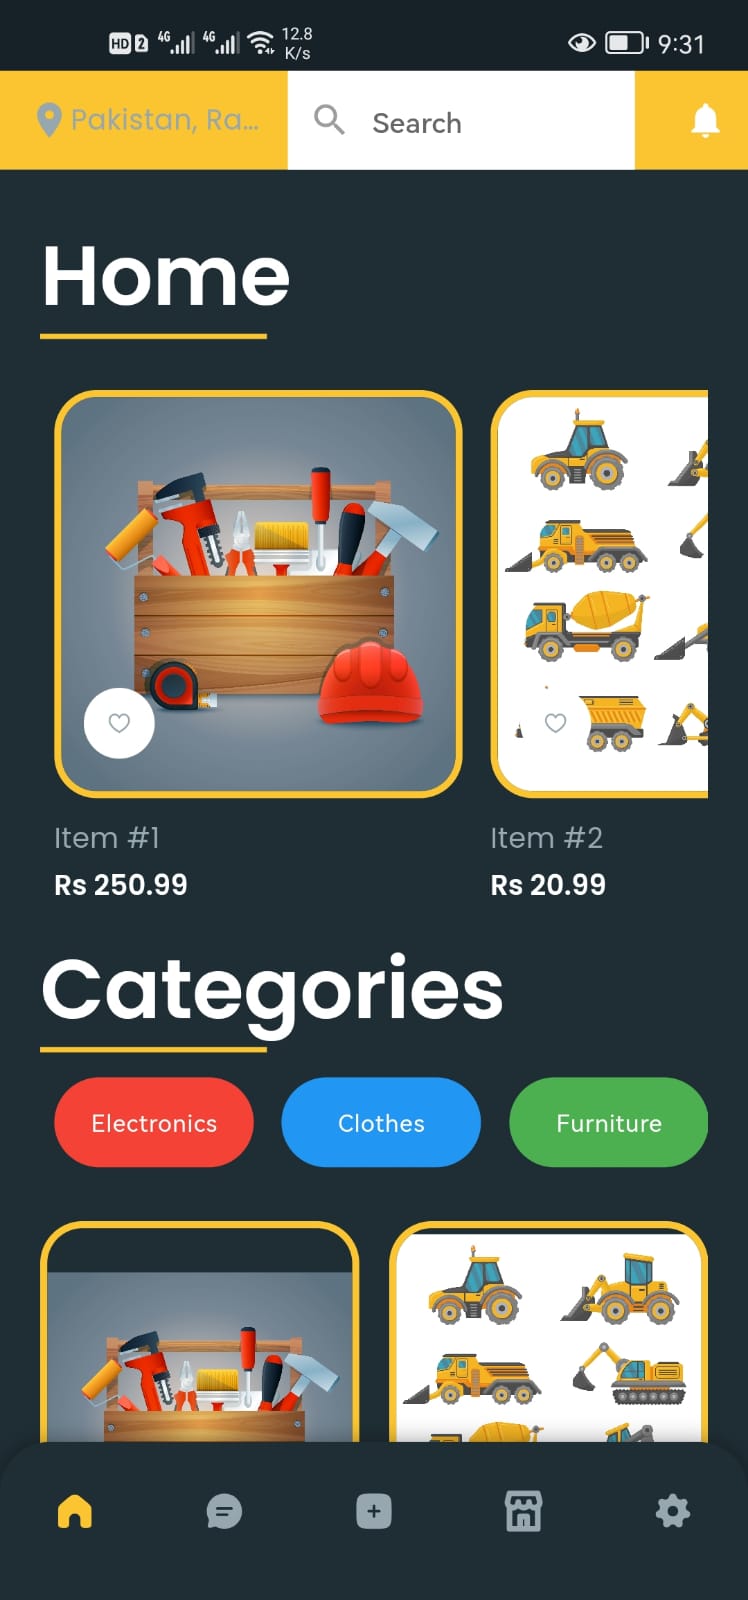 HD 2 4G 4G 12.8 K/s 9:31
Pakistan, Ra...
Search
Home
Item #1
Item #2
Rs 250.99
Rs 20.99
Categories
Electronics
Clothes
Furniture